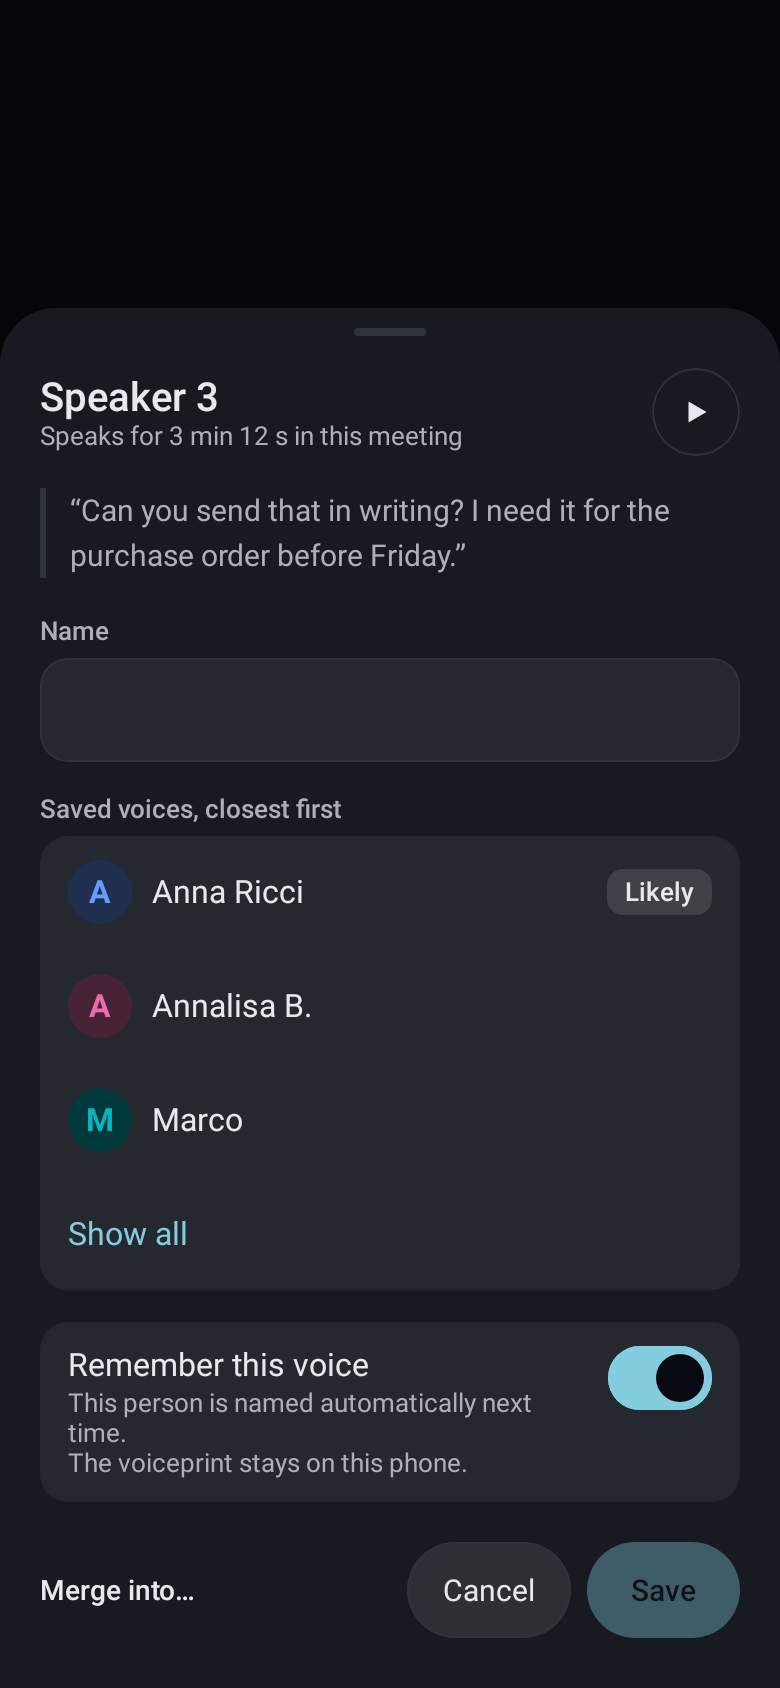 Speaker 3
Speaks for 3 min 12 s in this meeting
“Can you send that in writing? I need it for the
purchase order before Friday.”
Name
Saved voices, closest first
A Anna Ricci Likely
A Annalisa B.
M Marco
Show all
Remember this voice
This person is named automatically next
time.
The voiceprint stays on this phone.
Merge into… Cancel Save